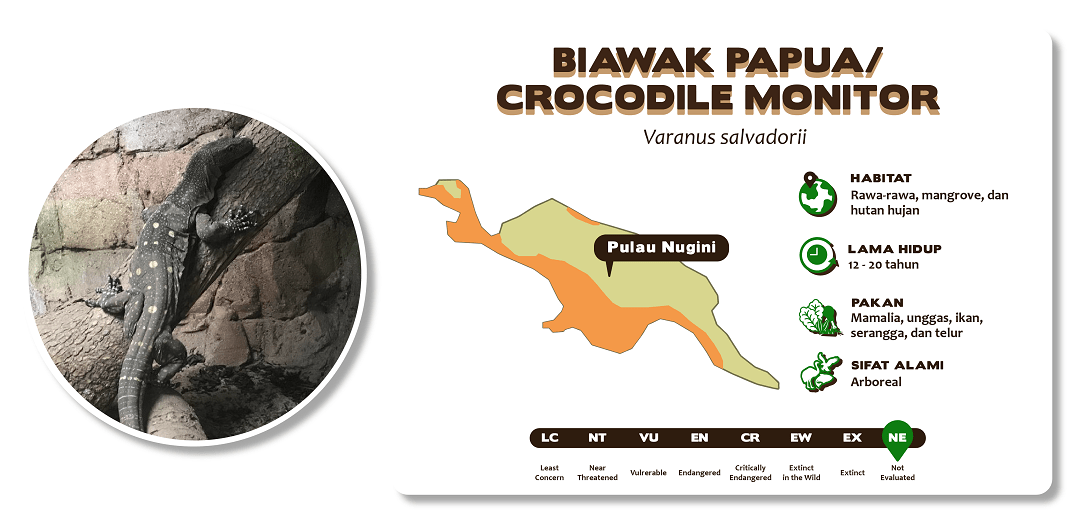 BIAWAK PAPUA/
CROCODILE MONITOR
Varanus salvadorii
Pulau Nugini
HABITAT
Rawa-rawa, mangrove, dan
hutan hujan
LAMA HIDUP
12 - 20 tahun
PAKAN
Mamalia, unggas, ikan,
serangga, dan telur
SIFAT ALAMI
Arboreal
LC NT VU EN CR EW EX NE
Least Concern Near Threatened Vulrerable Endangered Critically Endangered Extinct in the Wild Extinct Not Evaluated